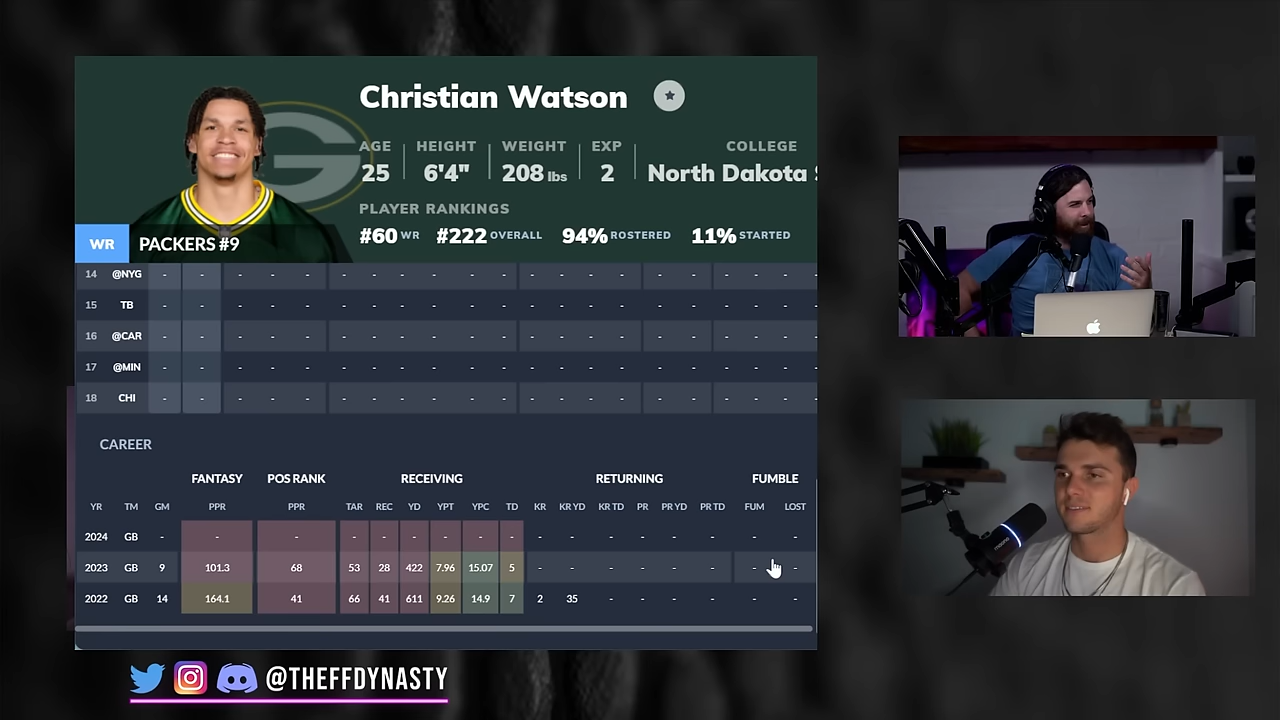 Christian Watson
AGE HEIGHT WEIGHT EXP COLLEGE
25 6'4" 208 lbs 2 North Dakota
PLAYER RANKINGS
#60 WR #222 OVERALL 94% ROSTERED 11% STARTED
WR PACKERS #9
14 @NYG - - - - - - - - - - - - - - - - - - - -
15 TB - - - - - - - - - - - - - - - - - - - -
16 @CAR - - - - - - - - - - - - - - - - - - - -
17 @MIN - - - - - - - - - - - - - - - - - - - -
18 CHI - - - - - - - - - - - - - - - - - - - -
CAREER
FANTASY POS RANK RECEIVING RETURNING FUMBLE
YR TM GM PPR PPR TAR REC YD YPT YPC TD KR KR YD KR TD PR PR YD PR TD FUM LOST
2024 GB - - - - - - - - - - - - - - - - -
2023 GB 9 101.3 68 53 28 422 7.96 15.07 5 - - - - - - - -
2022 GB 14 164.1 41 66 41 611 9.26 14.9 7 2 35 - - - - - -
@THEFFDYNASTY